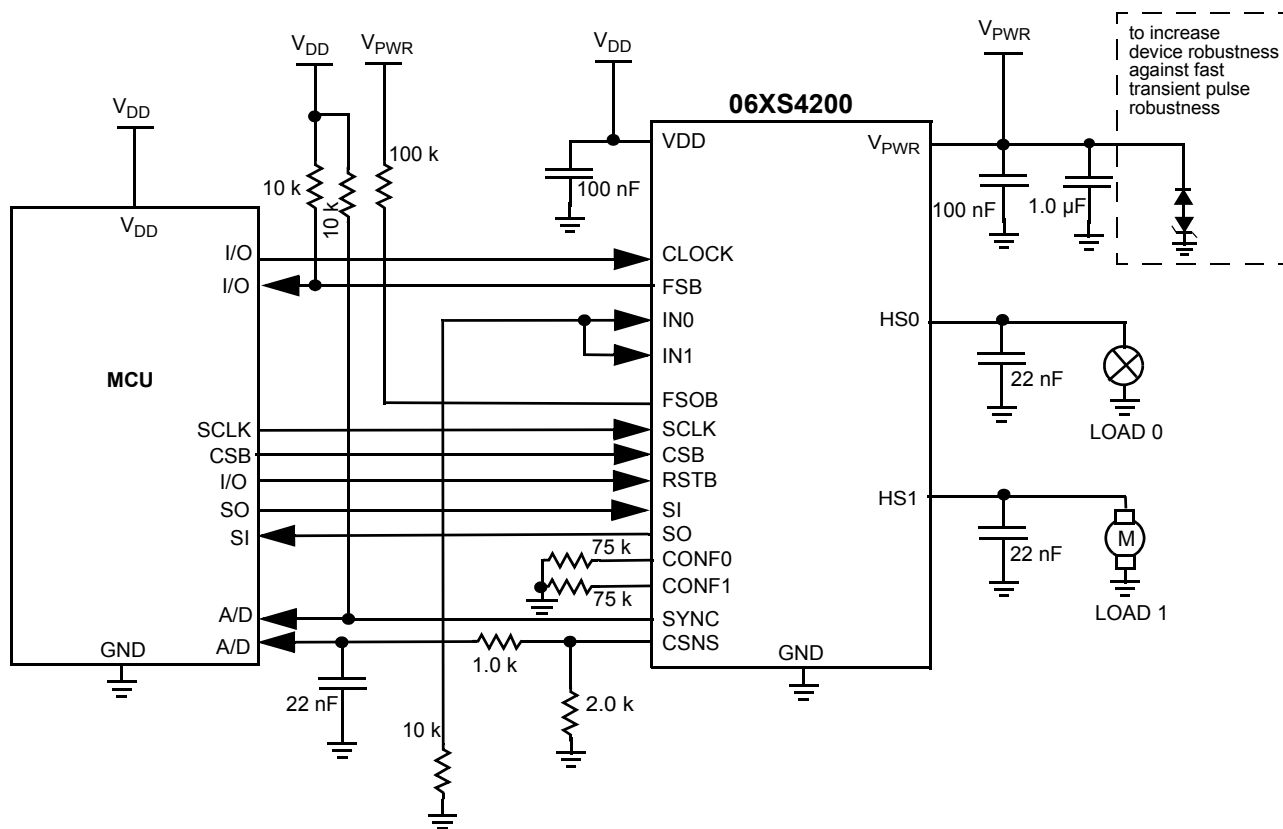 VDD
VPWR
VDD
VPWR
to increase
device robustness
against fast
transient pulse
robustness
VDD
06XS4200
VDD
VPWR
10 k
10 k
100 k
100 nF
100 nF
1.0 µF
VDD
MCU
I/O
I/O
SCLK
CSB
I/O
SO
SI
A/D
A/D
GND
CLOCK
FSB
IN0
IN1
FSOB
SCLK
CSB
RSTB
SI
SO
CONF0
CONF1
SYNC
CSNS
GND
HS0
22 nF
LOAD 0
HS1
22 nF
M
LOAD 1
75 k
75 k
1.0 k
22 nF
2.0 k
10 k